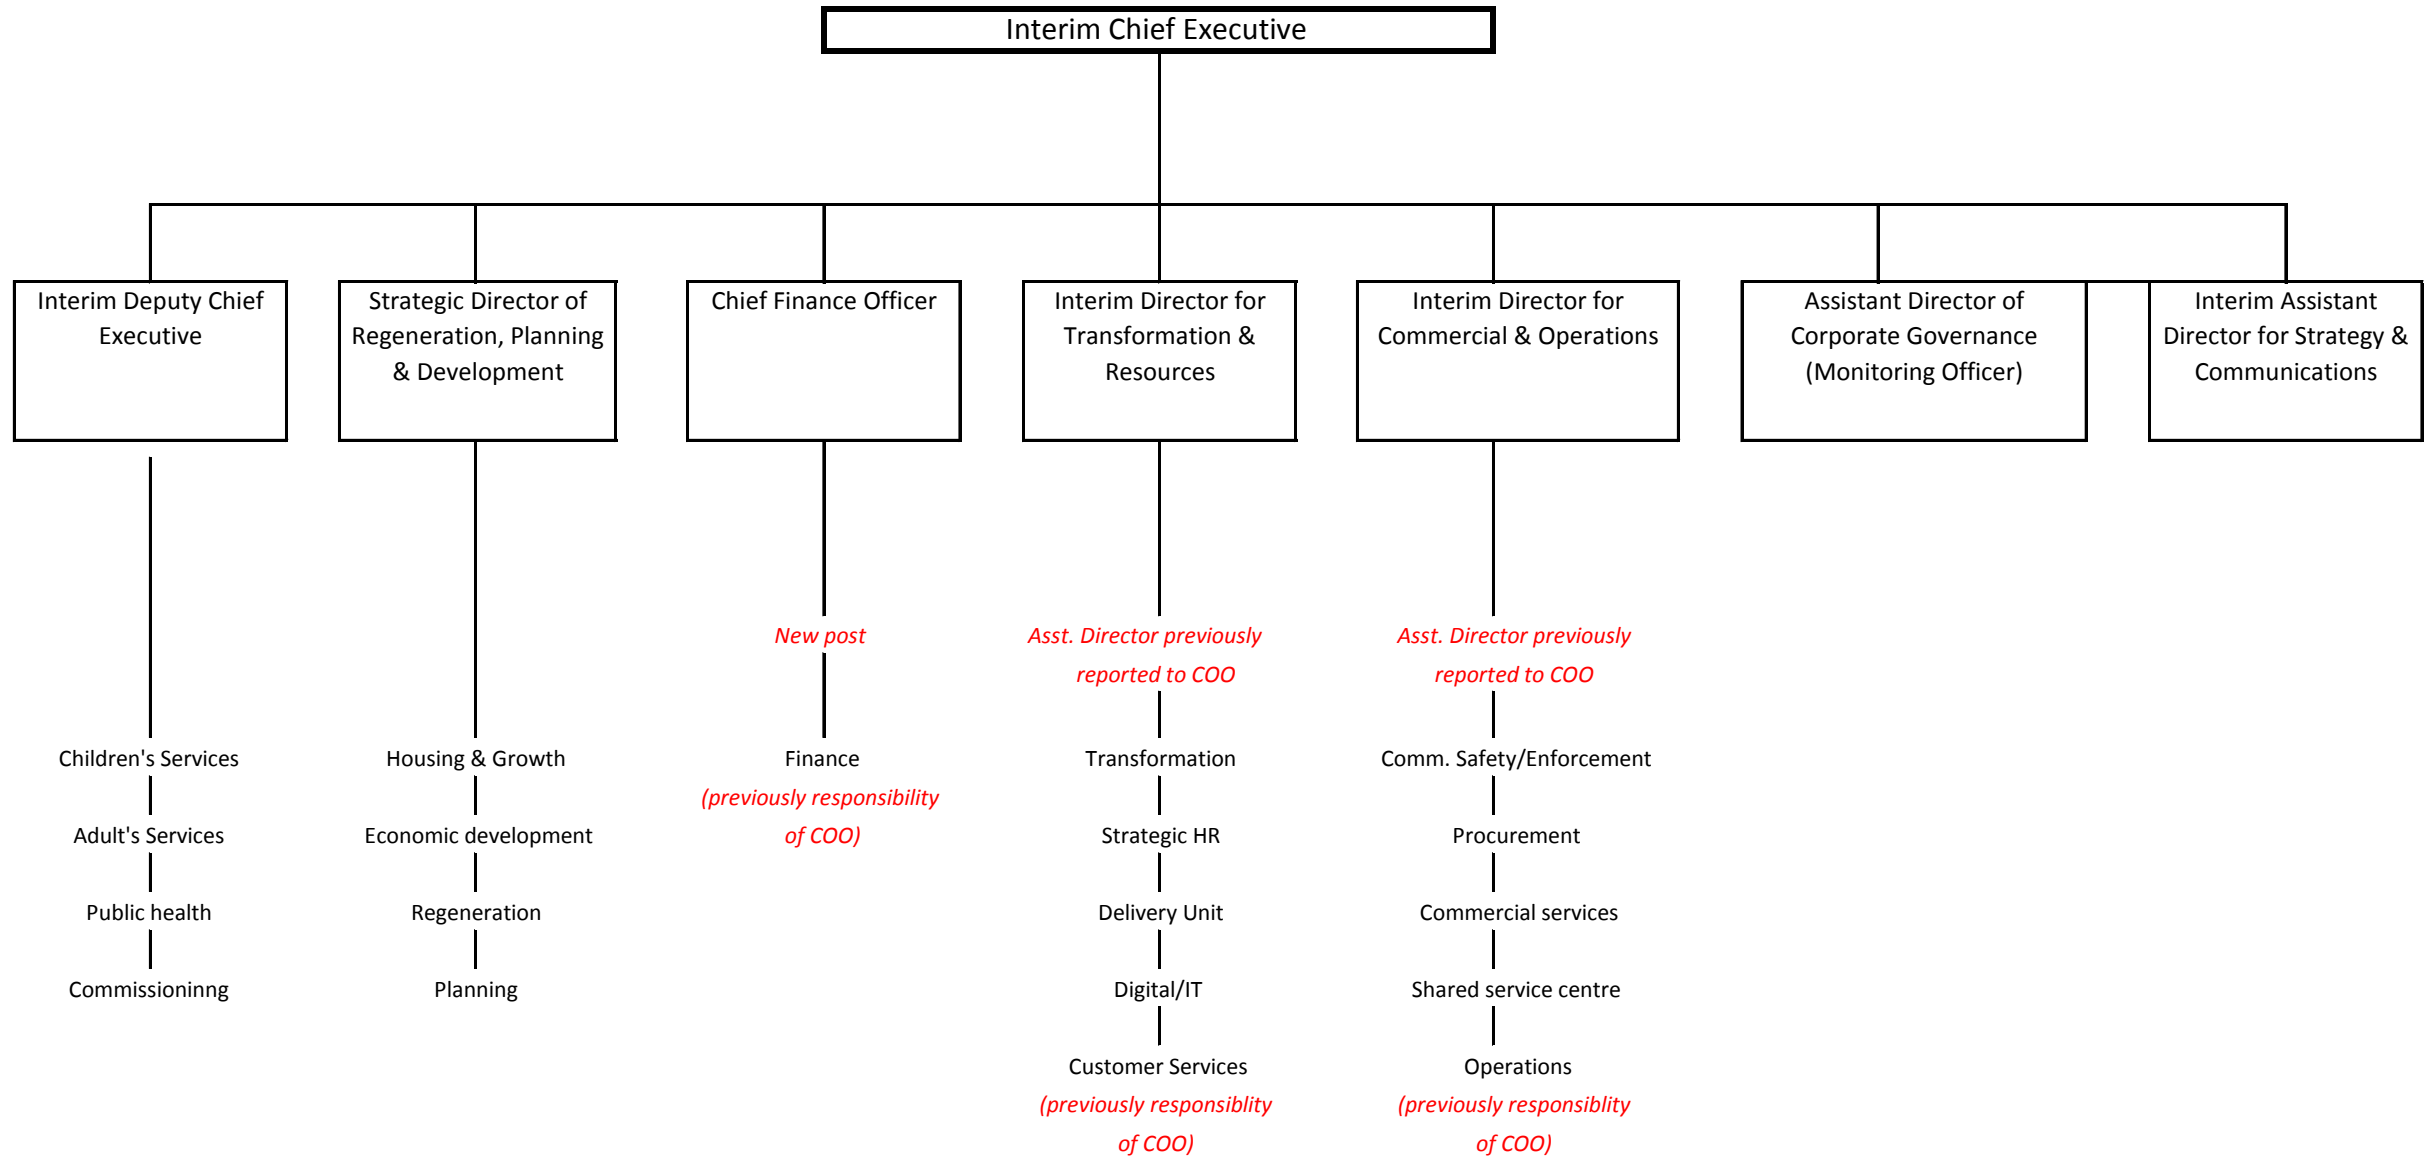 Interim Chief Executive
Interim Deputy Chief
Executive
Strategic Director of
Regeneration, Planning
& Development
Chief Finance Officer
Interim Director for
Transformation &
Resources
Interim Director for
Commercial & Operations
Assistant Director of
Corporate Governance
(Monitoring Officer)
Interim Assistant
Director for Strategy &
Communications
Children's Services
Adult's Services
Public health
Commissioninng
Housing & Growth
Economic development
Regeneration
Planning
New post
Finance
(previously responsibility
of COO)
Asst. Director previously
reported to COO
Transformation
Strategic HR
Delivery Unit
Digital/IT
Customer Services
(previously responsiblity
of COO)
Asst. Director previously
reported to COO
Comm. Safety/Enforcement
Procurement
Commercial services
Shared service centre
Operations
(previously responsiblity
of COO)